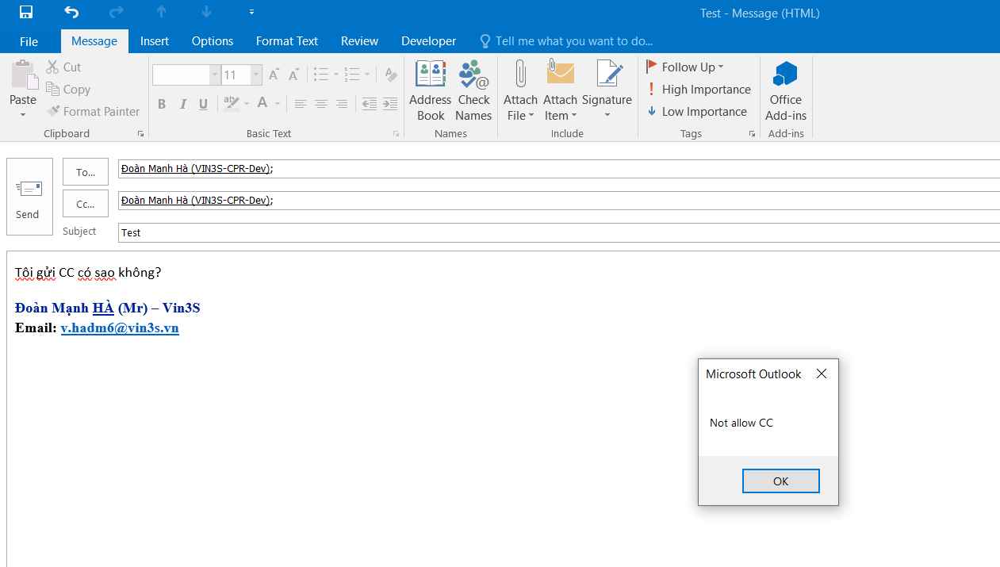 Test - Message (HTML)
File Message Insert Options Format Text Review Developer Tell me what you want to do...
Paste
Cut
Copy
Format Painter
Clipboard
11
B I U ab A
Basic Text
Address Book
Check Names
Names
Attach File
Attach Item
Signature
Include
Follow Up
High Importance
Low Importance
Tags
Office Add-ins
Add-ins
Send
To... Đoàn Manh Hà (VIN3S-CPR-Dev);
Cc... Đoàn Manh Hà (VIN3S-CPR-Dev);
Subject Test
Tôi gửi CC có sao không?
Đoàn Mạnh HÀ (Mr) – Vin3S
Email: v.hadm6@vin3s.vn
Microsoft Outlook
Not allow CC
OK